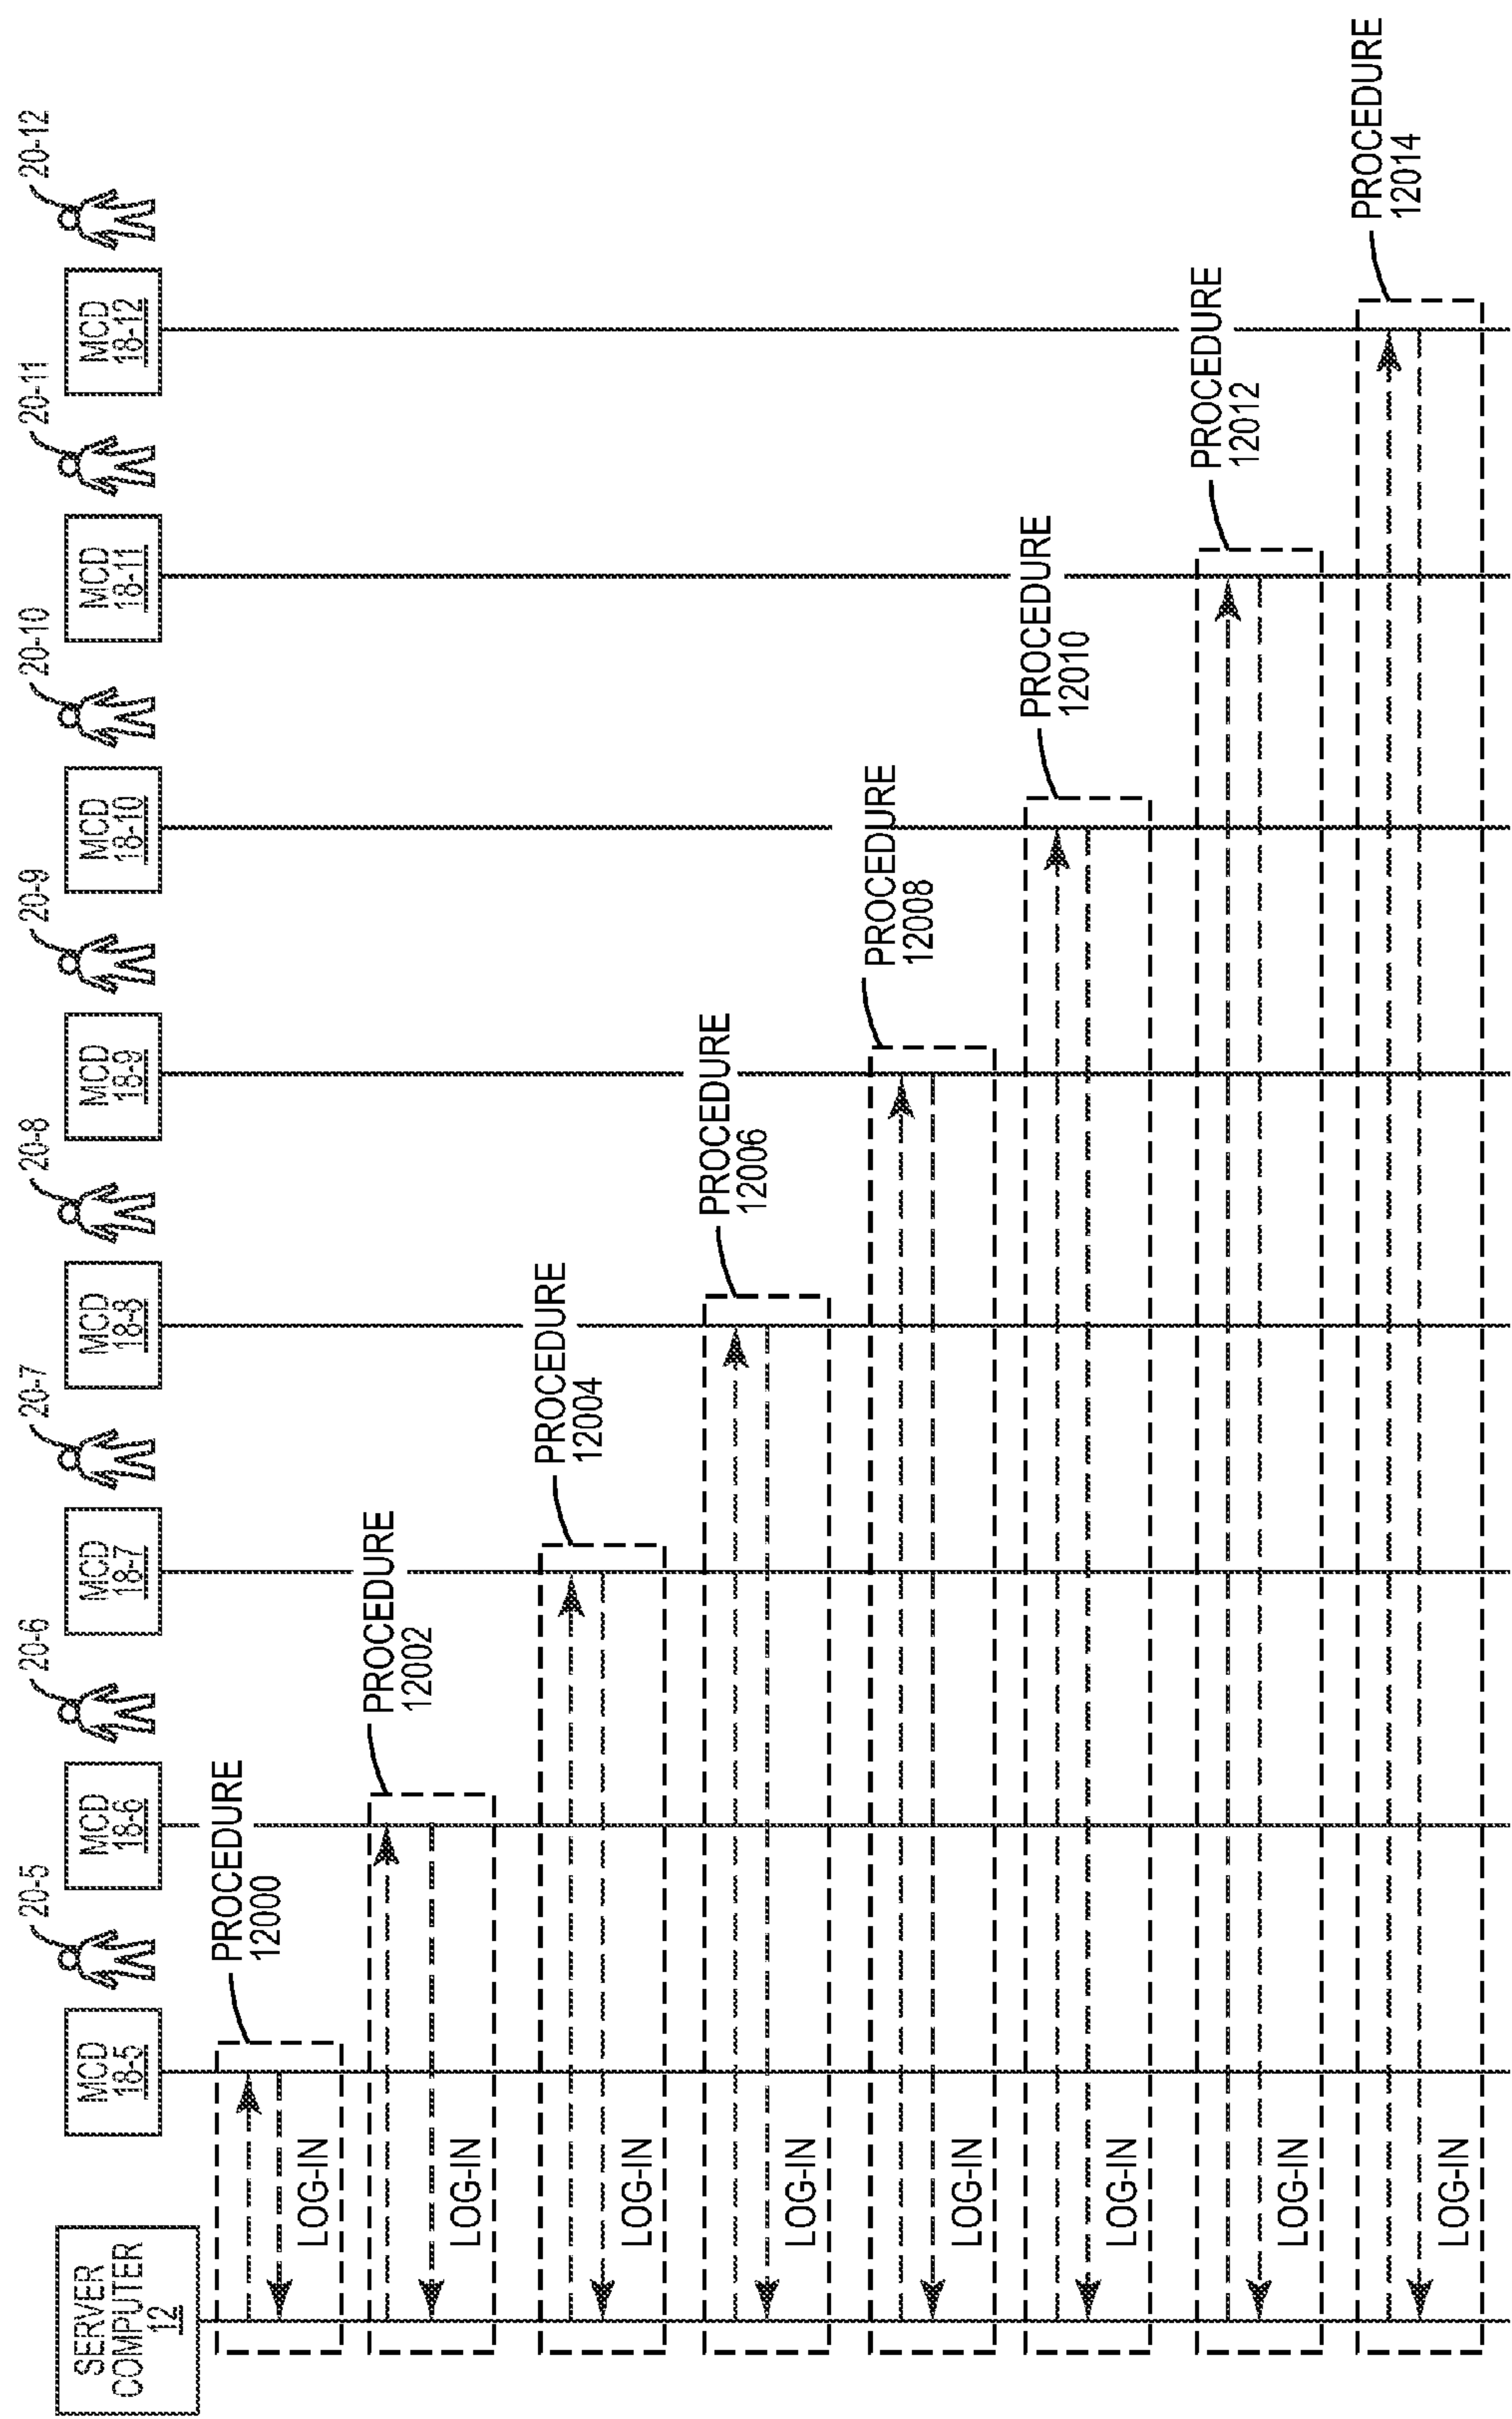 20-5
20-6
20-7
20-8
20-9
20-10
20-11
20-12
SERVER
COMPUTER
12
MCD
18-5
MCD
18-6
MCD
18-7
MCD
18-8
MCD
18-9
MCD
18-10
MCD
18-11
MCD
18-12
PROCEDURE
12000
LOG-IN
PROCEDURE
12002
LOG-IN
PROCEDURE
12004
LOG-IN
PROCEDURE
12006
LOG-IN
PROCEDURE
12008
LOG-IN
PROCEDURE
12010
LOG-IN
PROCEDURE
12012
LOG-IN
PROCEDURE
12014
LOG-IN